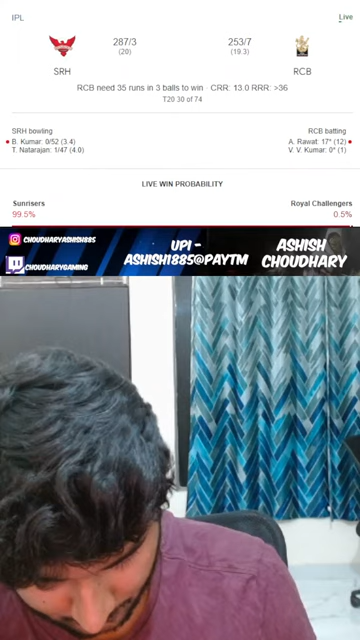 IPL
Live
287/3
(20)
253/7
(19.3)
SRH
RCB
RCB need 35 runs in 3 balls to win CRR: 13.0 RRR: >36
T20 30 of 74
SRH bowling
RCB batting
B. Kumar: 0/52 (3.4)
A. Rawat: 17* (12)
T. Natarajan: 1/47 (4.0)
V. V. Kumar: 0* (1)
LIVE WIN PROBABILITY
Sunrisers
Royal Challengers
99.5%
0.5%
CHOUDHARYASHISH885
CHOUDHARYGAMING
UPI -
ASHISH1885@PAYTM
ASHISH
CHOUDHARY